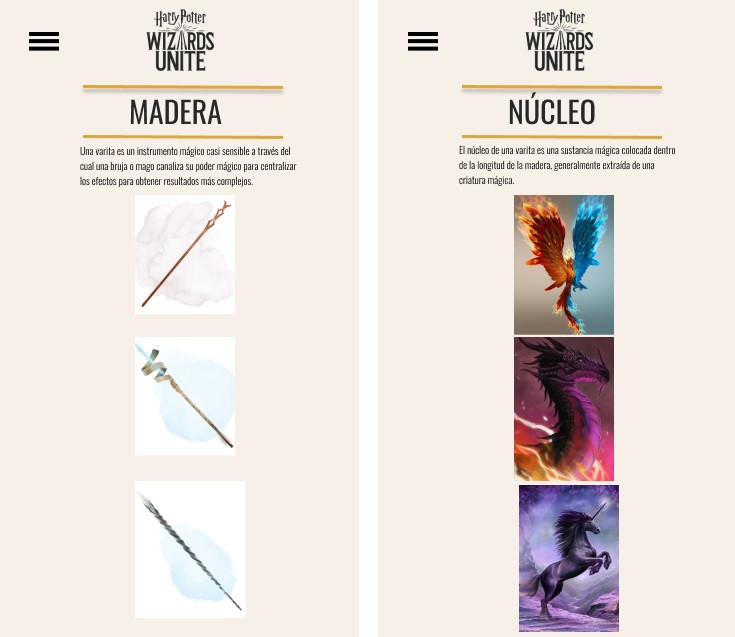 Harry Potter
WIZARDS
UNITE
MADERA
Una varita es un instrumento mágico casi sensible a través del
cual una bruja o mago canaliza su poder mágico para centralizar
los efectos para obtener resultados más complejos.
Harry Potter
WIZARDS
UNITE
NÚCLEO
El núcleo de una varita es una sustancia mágica colocada dentro
de la longitud de la madera, generalmente extraída de una
criatura mágica.